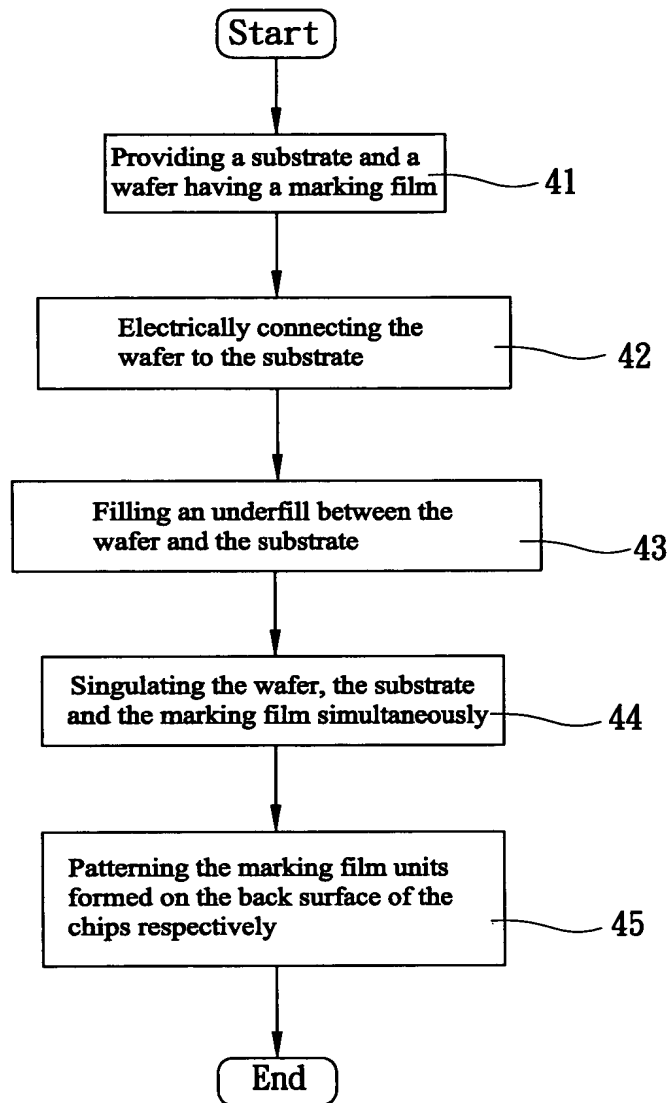 Start
Providing a substrate and a
wafer having a marking film
41
Electrically connecting the
wafer to the substrate
42
Filling an underfill between the
wafer and the substrate
43
Singulating the wafer, the substrate
and the marking film simultaneously
44
Patterning the marking film units
formed on the back surface of the
chips respectively
45
End